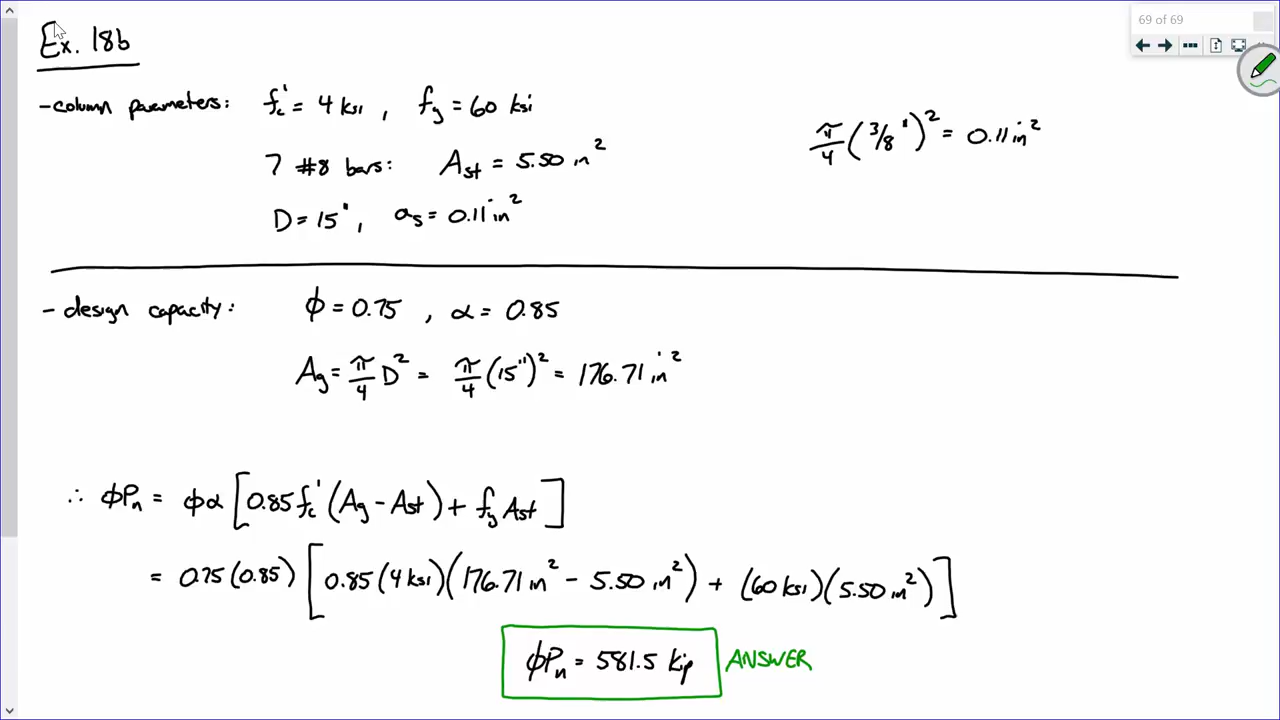 69 of 69
Ex. 18b
- column parameters: fc' = 4 ksi, fy = 60 ksi
π/4 (3/8")² = 0.11 in²
7 #8 bars: Ast = 5.50 in²
D = 15", as = 0.11 in²
- design capacity: ϕ = 0.75, α = 0.85
Ag = π/4 D² = π/4 (15")² = 176.71 in²
∴ ϕPn = ϕα [0.85 fc' (Ag - Ast) + fy Ast]
= 0.75 (0.85) [0.85 (4 ksi)(176.71 in² - 5.50 in²) + (60 ksi)(5.50 in²)]
ϕPn = 581.5 kip ANSWER